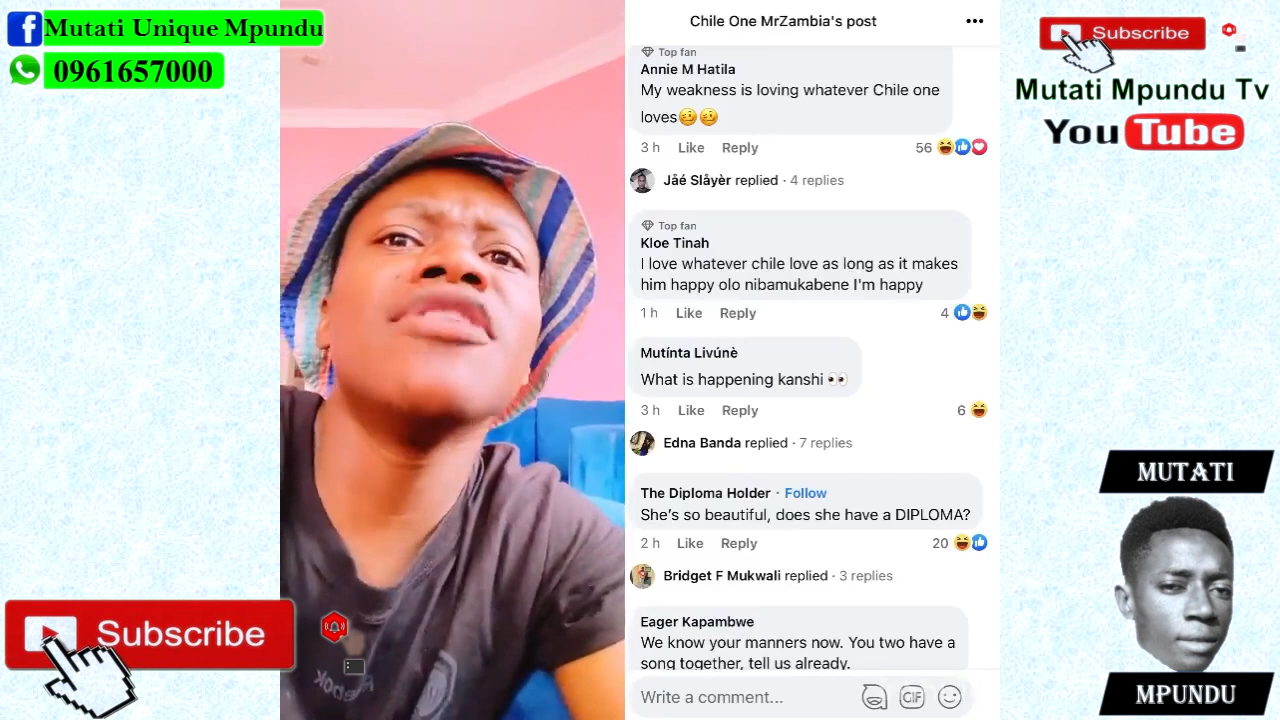 Mutati Unique Mpundu
0961657000
Subscribe
Chile One MrZambia's post
Top fan
Annie M Hatila
My weakness is loving whatever Chile one
loves🥴🥴
3 h Like Reply 56
Jåé Slåyèr replied · 4 replies
Top fan
Kloe Tinah
I love whatever chile love as long as it makes
him happy olo nibamukabene I'm happy
1 h Like Reply 4
Mutínta Livúnè
What is happening kanshi 👀
3 h Like Reply 6
Edna Banda replied · 7 replies
The Diploma Holder · Follow
She’s so beautiful, does she have a DIPLOMA?
2 h Like Reply 20
Bridget F Mukwali replied · 3 replies
Eager Kapambwe
We know your manners now. You two have a
song together, tell us already.
Write a comment...
GIF
Subscribe
Mutati Mpundu Tv
YouTube
MUTATI
MPUNDU